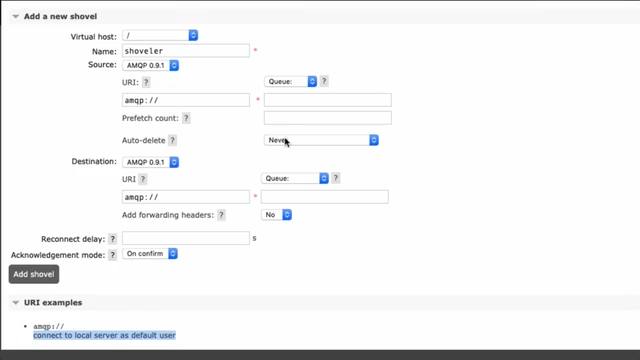 Add a new shovel
Virtual host: /
Name: shoveler *
Source: AMQP 0.9.1
URI: ? Queue: ?
amqp:// *
Prefetch count: ?
Auto-delete ? Never
Destination: AMQP 0.9.1
URI ? Queue: ?
amqp:// *
Add forwarding headers: ? No
Reconnect delay: ? s
Acknowledgement mode: ? On confirm
Add shovel
URI examples
• amqp://
connect to local server as default user